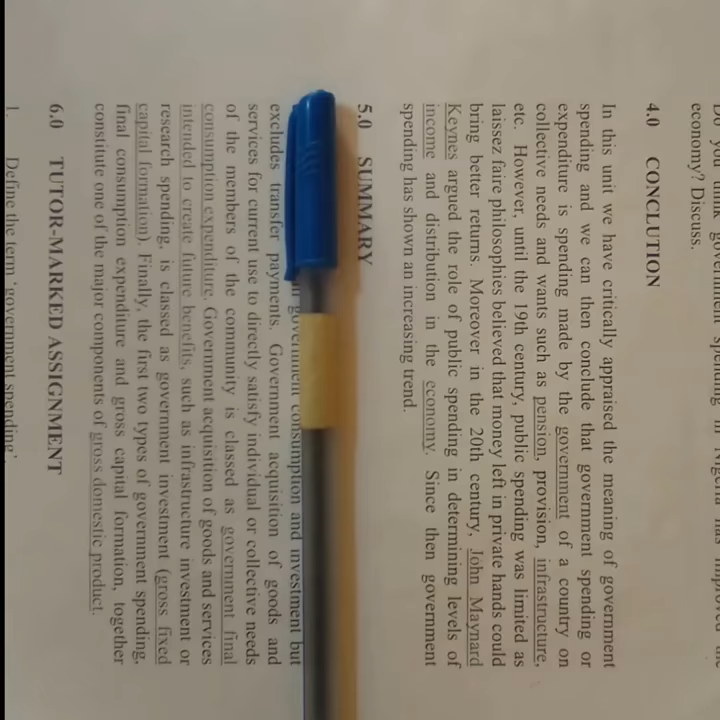 economy? Discuss.
4.0 CONCLUTION
In this unit we have critically appraised the meaning of government
spending and we can then conclude that government spending or
expenditure is spending made by the government of a country on
collective needs and wants such as pension, provision, infrastructure,
etc. However, until the 19th century, public spending was limited as
laissez faire philosophies believed that money left in private hands could
bring better returns. Moreover in the 20th century, John Maynard
Keynes argued the role of public spending in determining levels of
income and distribution in the economy. Since then government
spending has shown an increasing trend.
5.0 SUMMARY
government consumption and investment but
excludes transfer payments. Government acquisition of goods and
services for current use to directly satisfy individual or collective needs
of the members of the community is classed as government final
consumption expenditure. Government acquisition of goods and services
intended to create future benefits, such as infrastructure investment or
research spending, is classed as government investment (gross fixed
capital formation). Finally, the first two types of government spending,
final consumption expenditure and gross capital formation, together
constitute one of the major components of gross domestic product.
6.0 TUTOR-MARKED ASSIGNMENT
1. Define the term 'government spending'